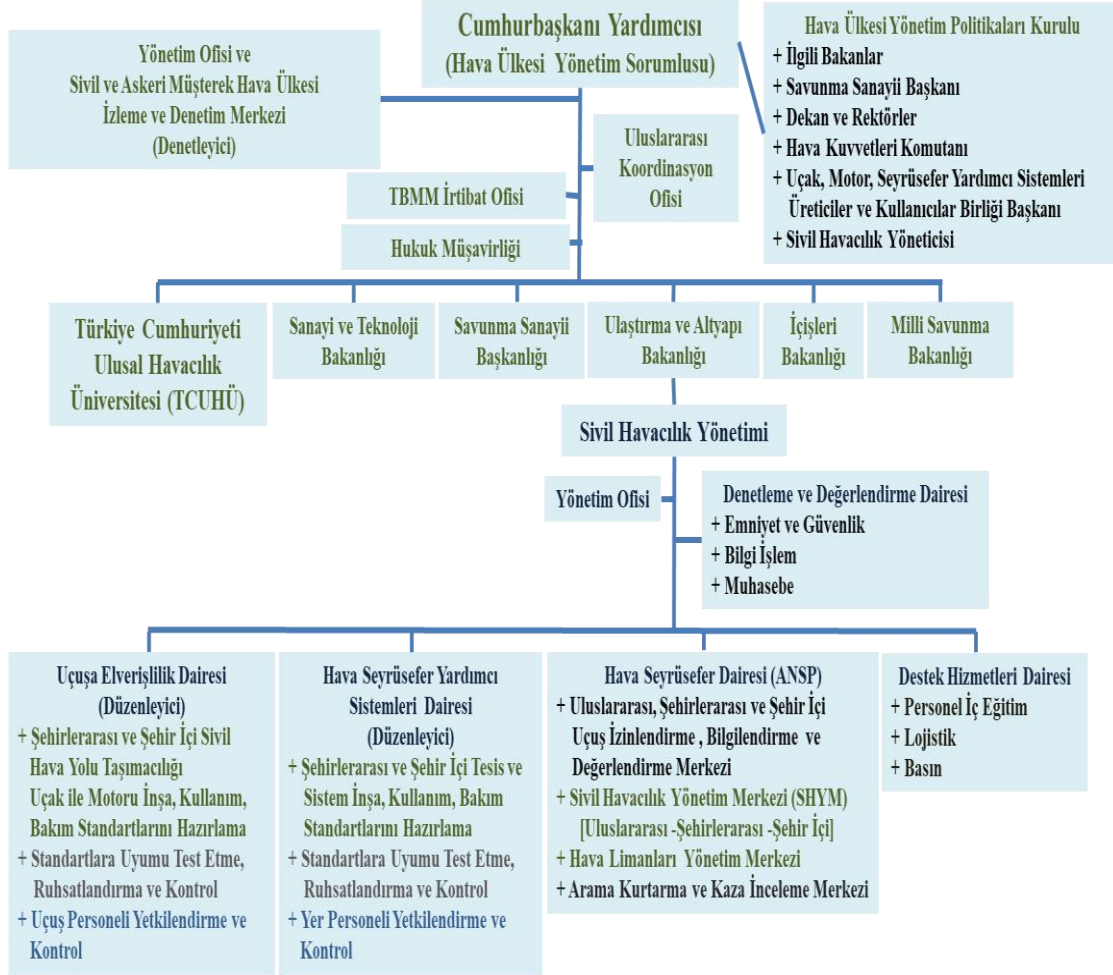 Cumhurbaşkanı Yardımcısı
(Hava Ülkesi Yönetim Sorumlusu)
Yönetim Ofisi ve
Sivil ve Askeri Müşterek Hava Ülkesi
İzleme ve Denetim Merkezi
(Denetleyici)
Hava Ülkesi Yönetim Politikaları Kurulu
+ İlgili Bakanlar
+ Savunma Sanayii Başkanı
+ Dekan ve Rektörler
+ Hava Kuvvetleri Komutanı
+ Uçak, Motor, Seyrüsefer Yardımcı Sistemleri
Üreticiler ve Kullanıcılar Birliği Başkanı
+ Sivil Havacılık Yöneticisi
Uluslararası
Koordinasyon
Ofisi
TBMM İrtibat Ofisi
Hukuk Müşavirliği
Türkiye Cumhuriyeti
Ulusal Havacılık
Üniversitesi (TCUHÜ)
Sanayi ve Teknoloji
Bakanlığı
Savunma Sanayii
Başkanlığı
Ulaştırma ve Altyapı
Bakanlığı
İçişleri
Bakanlığı
Milli Savunma
Bakanlığı
Sivil Havacılık Yönetimi
Yönetim Ofisi
Denetleme ve Değerlendirme Dairesi
+ Emniyet ve Güvenlik
+ Bilgi İşlem
+ Muhasebe
Uçuşa Elverişlilik Dairesi
(Düzenleyici)
+ Şehirlerarası ve Şehir İçi Sivil
Hava Yolu Taşımacılığı
Uçak ile Motoru İnşa, Kullanım,
Bakım Standartlarını Hazırlama
+ Standartlara Uyumu Test Etme,
Ruhsatlandırma ve Kontrol
+ Uçuş Personeli Yetkilendirme ve
Kontrol
Hava Seyrüsefer Yardımcı
Sistemleri Dairesi
(Düzenleyici)
+ Şehirlerarası ve Şehir İçi Tesis ve
Sistem İnşa, Kullanım, Bakım
Standartlarını Hazırlama
+ Standartlara Uyumu Test Etme,
Ruhsatlandırma ve Kontrol
+ Yer Personeli Yetkilendirme ve
Kontrol
Hava Seyrüsefer Dairesi (ANSP)
+ Uluslararası, Şehirlerarası ve Şehir İçi
Uçuş İzinlendirme , Bilgilendirme ve
Değerlendirme Merkezi
+ Sivil Havacılık Yönetim Merkezi (SHYM)
[Uluslararası -Şehirlerarası -Şehir İçi]
+ Hava Limanları Yönetim Merkezi
+ Arama Kurtarma ve Kaza İnceleme Merkezi
Destek Hizmetleri Dairesi
+ Personel İç Eğitim
+ Lojistik
+ Basın